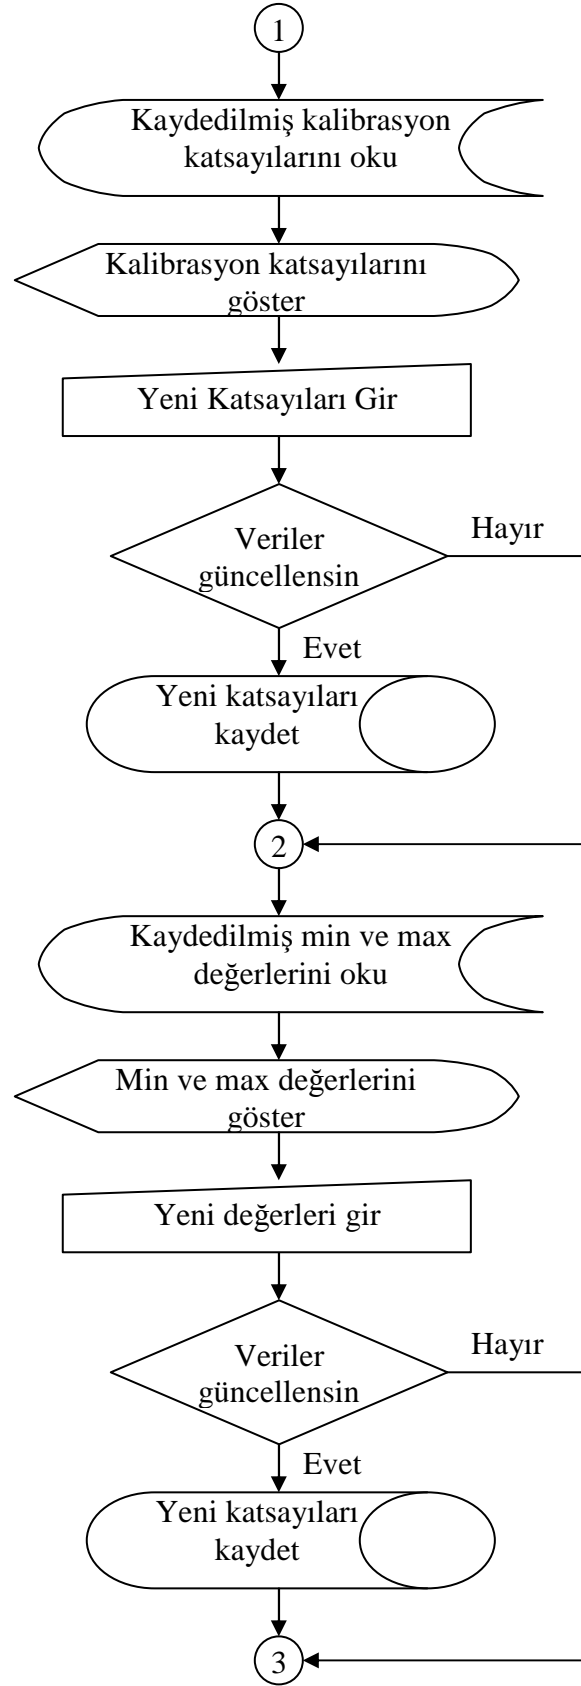 1
Kaydedilmiş kalibrasyon
katsayılarını oku
Kalibrasyon katsayılarını
göster
Yeni Katsayıları Gir
Veriler
güncellensin
Hayır
Evet
Yeni katsayıları
kaydet
2
Kaydedilmiş min ve max
değerlerini oku
Min ve max değerlerini
göster
Yeni değerleri gir
Veriler
güncellensin
Hayır
Evet
Yeni katsayıları
kaydet
3